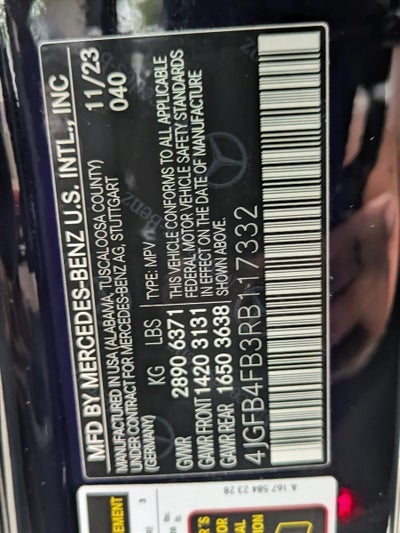 MFD BY MERCEDES-BENZ U.S. INTL., INC
MANUFACTURED IN USA (ALABAMA, TUSCALOOSA COUNTY)
UNDER CONTRACT FOR MERCEDES-BENZ AG, STUTTGART
(GERMANY)
11/23
040
KG LBS TYPE: MPV
GVWR 2890 6371
GAWR FRONT 1420 3131
GAWR REAR 1650 3638
THIS VEHICLE CONFORMS TO ALL APPLICABLE
FEDERAL MOTOR VEHICLE SAFETY STANDARDS
IN EFFECT ON THE DATE OF MANUFACTURE
SHOWN ABOVE.
4JGFB4FB3RB117332
A 167 584 23 28